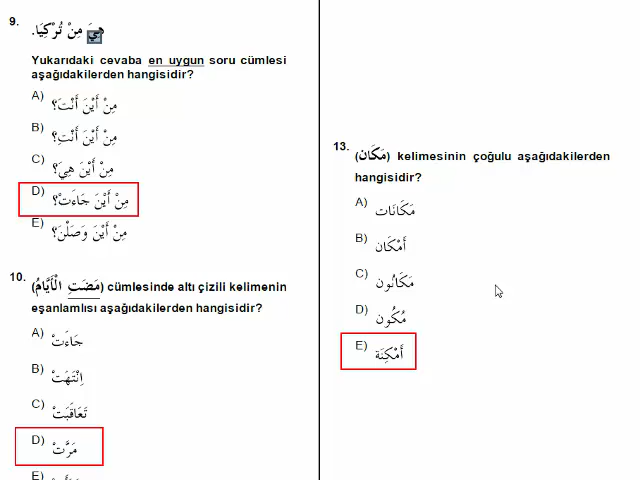 9. هِيَ مِنْ تُرْكِيَا.
Yukarıdaki cevaba en uygun soru cümlesi
aşağıdakilerden hangisidir?
A) مِنْ أَيْنَ أَنْتَ؟
B) مِنْ أَيْنَ أَنْتِ؟
C) مِنْ أَيْنَ هِيَ؟
D) مِنْ أَيْنَ جَاءَتْ؟
E) مِنْ أَيْنَ وَصَلْنَ؟
10. (مَضَتِ الْأَيَّامُ) cümlesinde altı çizili kelimenin
eşanlamlısı aşağıdakilerden hangisidir?
A) جَاءَتْ
B) اِنْتَهَتْ
C) تَعَاقَبَتْ
D) مَرَّتْ
E)
13. (مَكَان) kelimesinin çoğulu aşağıdakilerden
hangisidir?
A) مَكَانَات
B) أَمْكَان
C) مَكَانُون
D) مُكُون
E) أَمْكِنَة